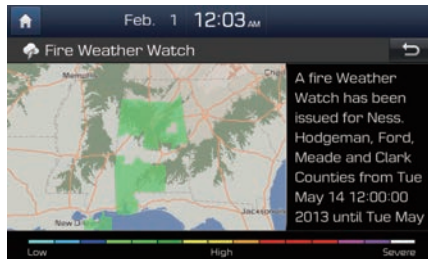 Feb. 1 12:03 AM
Fire Weather Watch
Memphis
A fire Weather
Watch has been
issued for Ness.
Hodgeman, Ford,
Meade and Clark
Counties from Tue
May 14 12:00:00
2013 until Tue May
New
Low High Severe